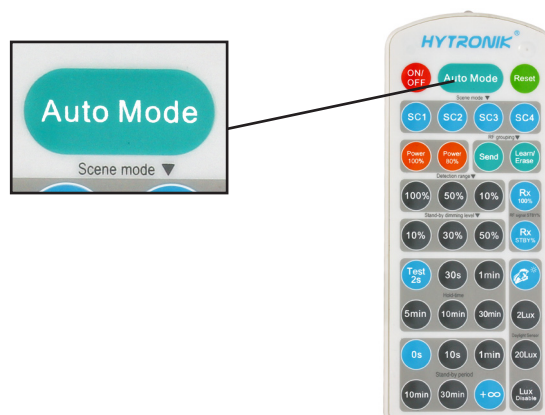 Auto Mode
Scene mode ▼
HYTRONIK®
ON/
OFF
Auto Mode
Reset
Scene mode ▼
SC1 SC2 SC3 SC4
RF grouping ▼
Power
100%
Power
80%
Send
Learn/
Erase
Detection range ▼
100% 50% 10%
Rx
100%
Stand-by dimming level ▼
RF signal STBY%
10% 30% 50%
Rx
STBY%
Test
2s
30s 1min
Hold-time
5min 10min 30min 2Lux
Daylight Sensor
0s 10s 1min 20Lux
Stand-by period
10min 30min +∞
Lux
Disable